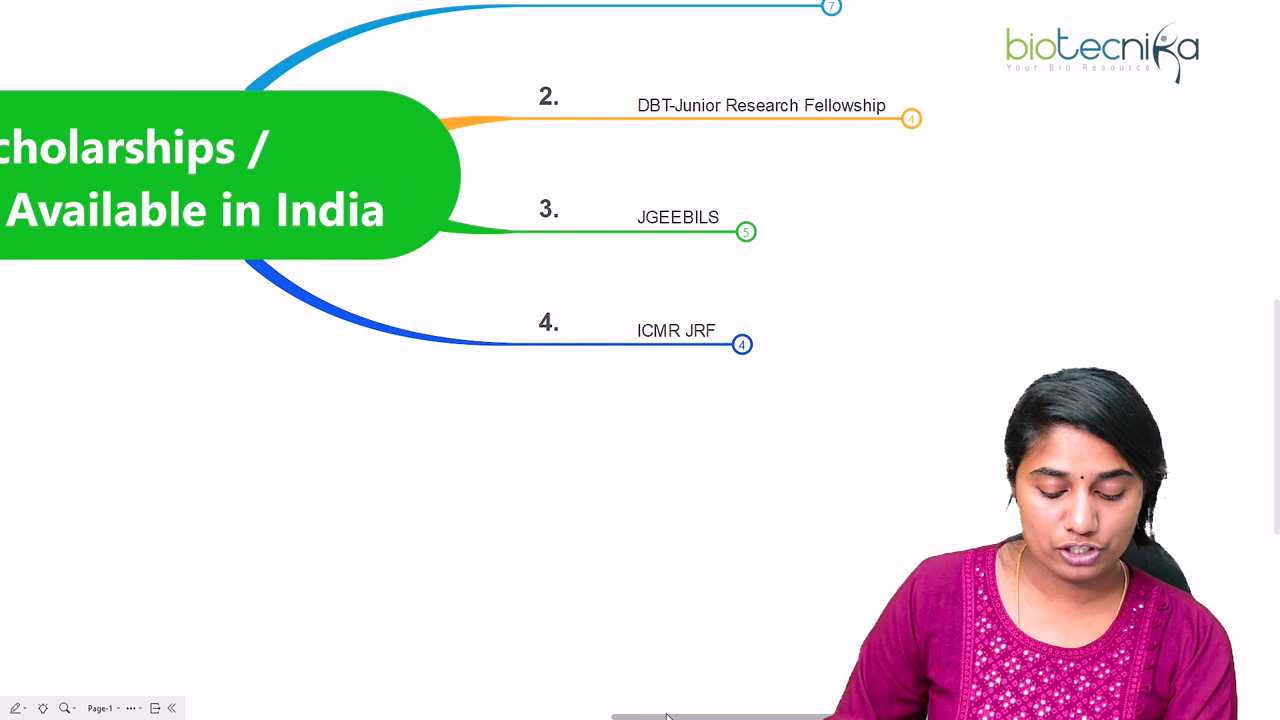 7
biotecnika
Your Bio Resource
2.
DBT-Junior Research Fellowship
4
cholarships /
Available in India
3.
JGEEBILS
5
4.
ICMR JRF
4
Page-1